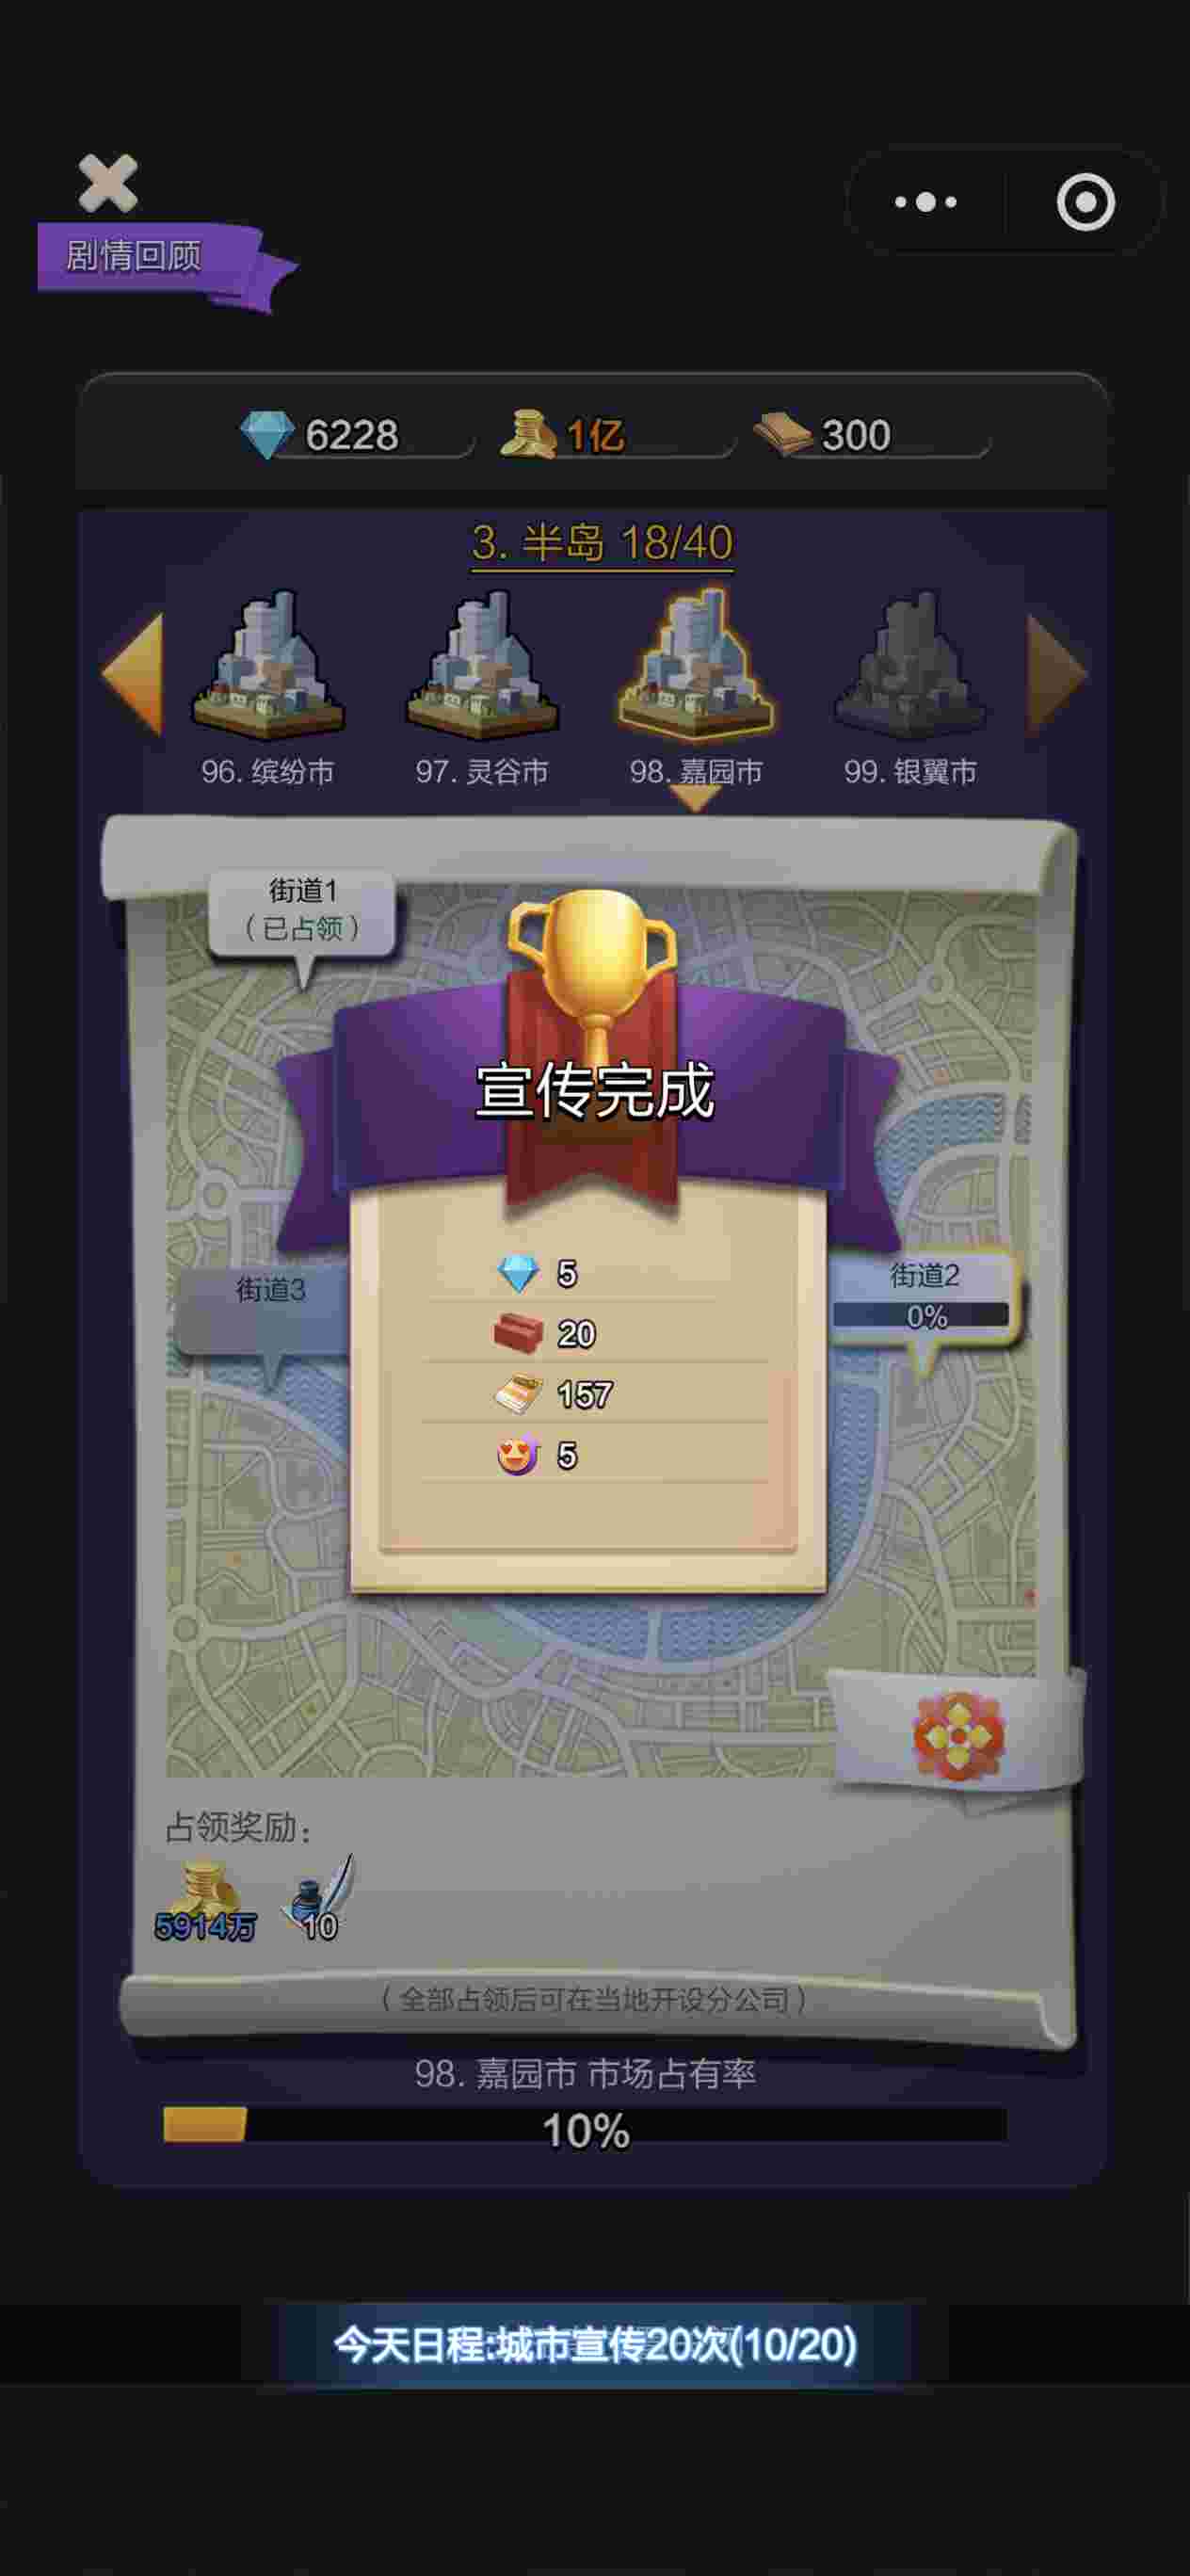 剧情回顾
6228
1亿
300
3. 半岛 18/40
96. 缤纷市
97. 灵谷市
98. 嘉园市
99. 银翼市
街道1
（已占领）
宣传完成
5
街道3
街道2
20
0%
157
5
占领奖励：
5914万
10
（全部占领后可在当地开设分公司）
98. 嘉园市 市场占有率
10%
今天日程:城市宣传20次(10/20)